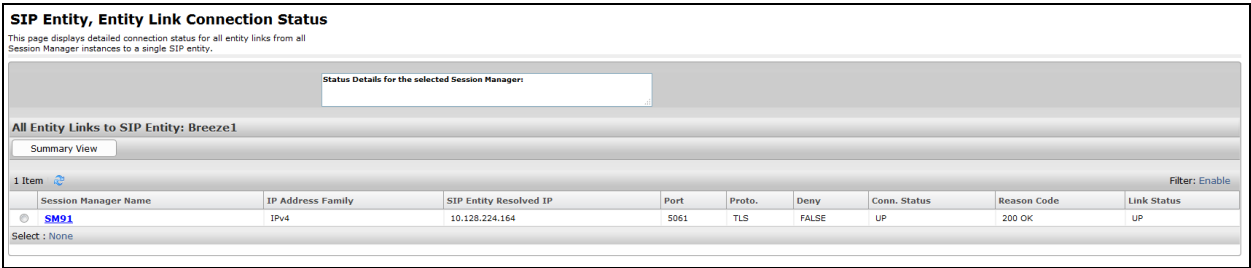 SIP Entity, Entity Link Connection Status
This page displays detailed connection status for all entity links from all
Session Manager instances to a single SIP entity.
Status Details for the selected Session Manager:
All Entity Links to SIP Entity: Breeze1
Summary View
1 Item Filter: Enable
Session Manager Name IP Address Family SIP Entity Resolved IP Port Proto. Deny Conn. Status Reason Code Link Status
SM91 IPv4 10.128.224.164 5061 TLS FALSE UP 200 OK UP
Select : None